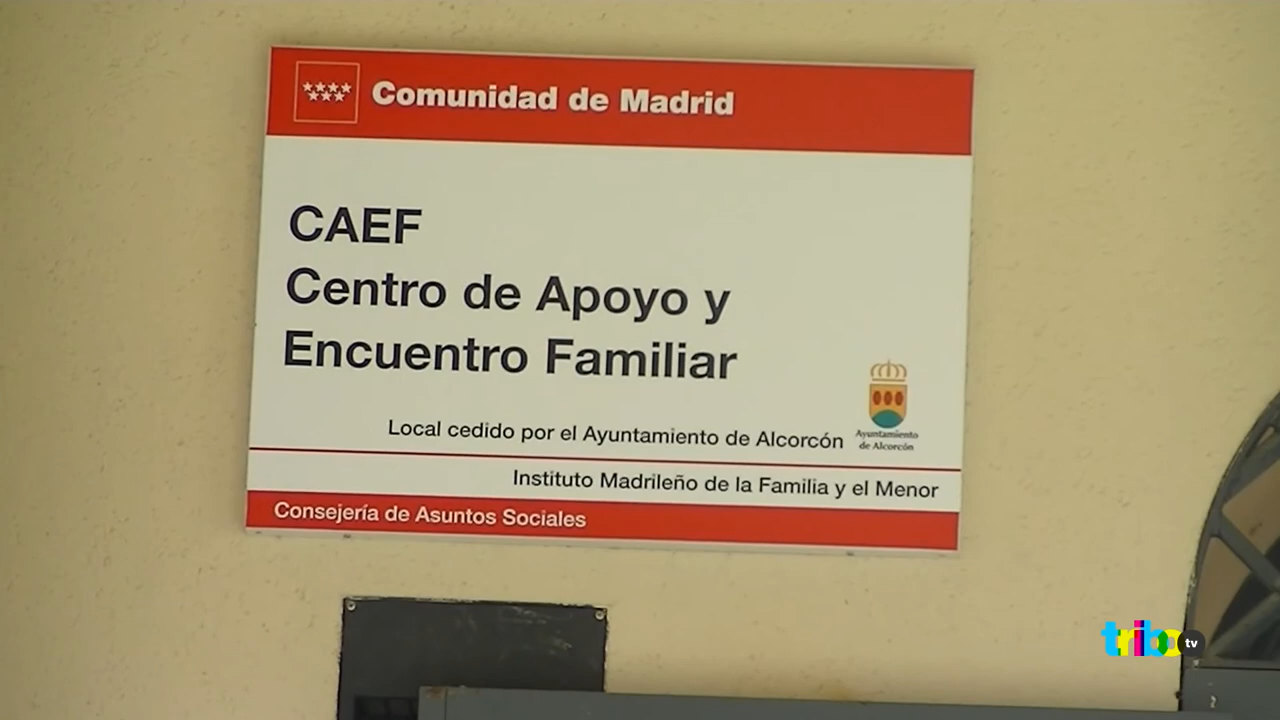 Comunidad de Madrid
CAEF
Centro de Apoyo y
Encuentro Familiar
Local cedido por el Ayuntamiento de Alcorcón
Ayuntamiento
de Alcorcón
Instituto Madrileño de la Familia y el Menor
Consejería de Asuntos Sociales
tribo tv